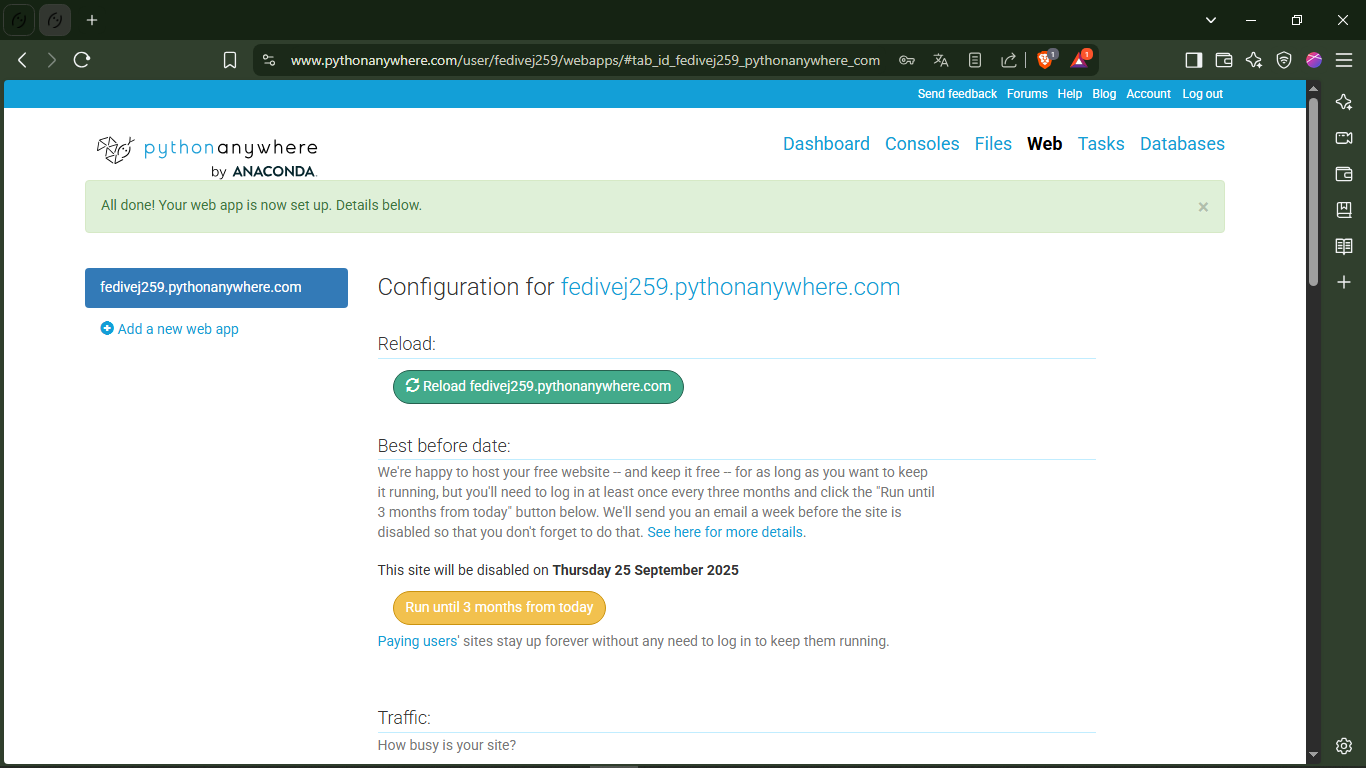 www.pythonanywhere.com/user/fedivej259/webapps/#tab_id_fedivej259_pythonanywhere_com
1
1
Send feedback Forums Help Blog Account Log out
pythonanywhere
by ANACONDA.
Dashboard Consoles Files Web Tasks Databases
All done! Your web app is now set up. Details below.
×
fedivej259.pythonanywhere.com
Add a new web app
Configuration for fedivej259.pythonanywhere.com
Reload:
Reload fedivej259.pythonanywhere.com
Best before date:
We're happy to host your free website -- and keep it free -- for as long as you want to keep
it running, but you'll need to log in at least once every three months and click the "Run until
3 months from today" button below. We'll send you an email a week before the site is
disabled so that you don't forget to do that. See here for more details.
This site will be disabled on Thursday 25 September 2025
Run until 3 months from today
Paying users' sites stay up forever without any need to log in to keep them running.
Traffic:
How busy is your site?